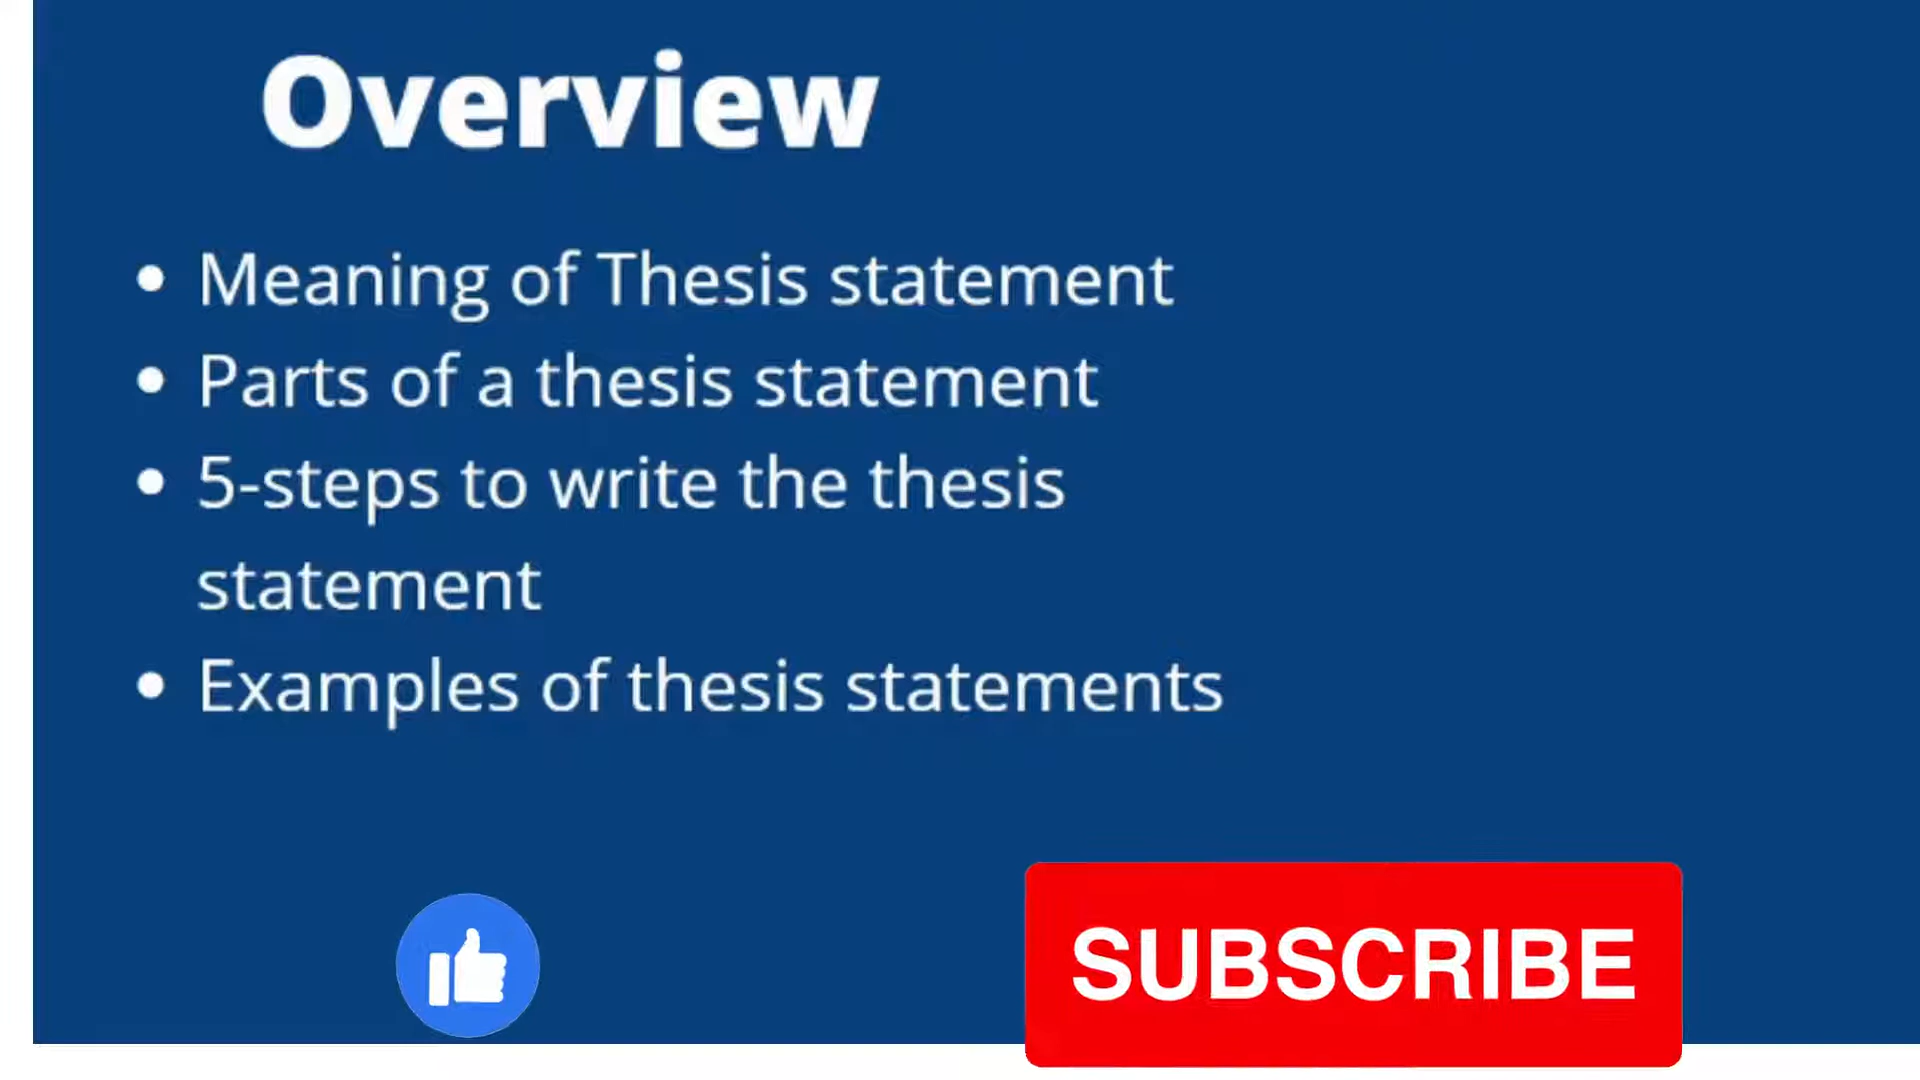 Overview
• Meaning of Thesis statement
• Parts of a thesis statement
• 5-steps to write the thesis
statement
• Examples of thesis statements
SUBSCRIBE